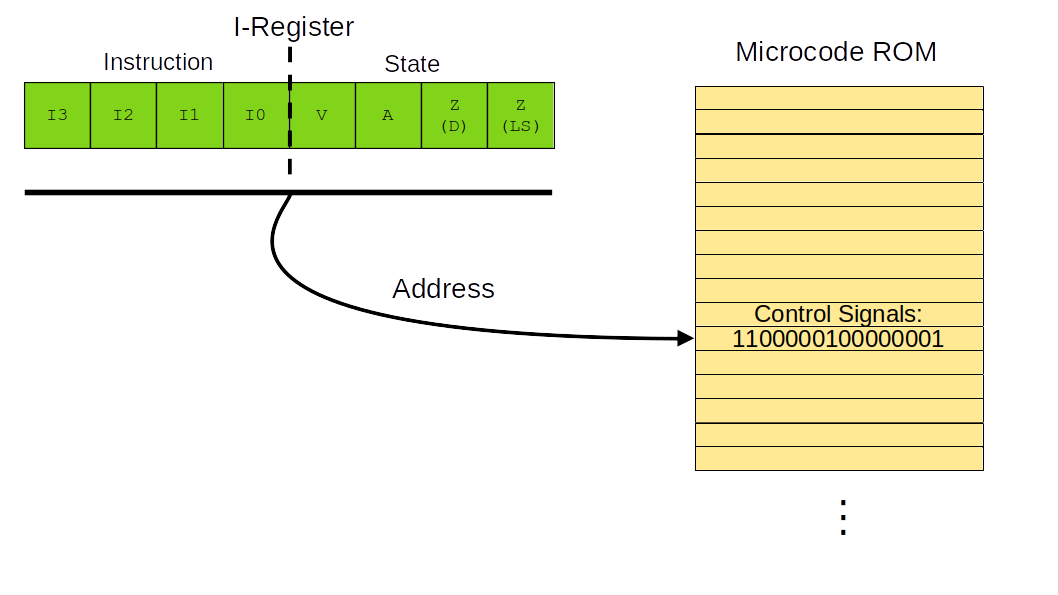 I-Register
Instruction
State
I3 I2 I1 I0 V A Z (D) Z (LS)
Microcode ROM
Address
Control Signals:
1100000100000001